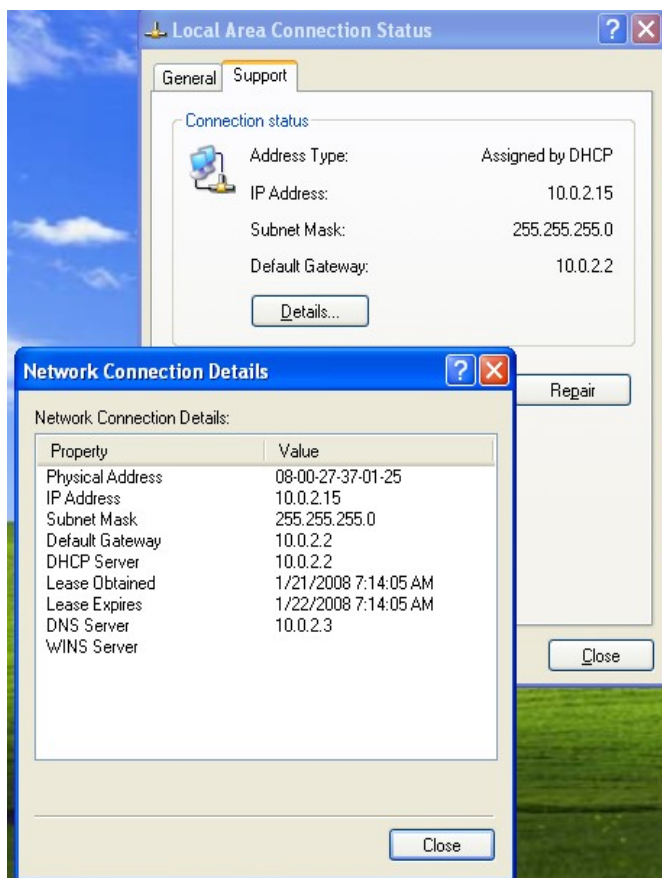 Local Area Connection Status
General Support
Connection status
Address Type: Assigned by DHCP
IP Address: 10.0.2.15
Subnet Mask: 255.255.255.0
Default Gateway: 10.0.2.2
Details...
Repair
Close
Network Connection Details
Network Connection Details:
Property Value
Physical Address 08-00-27-37-01-25
IP Address 10.0.2.15
Subnet Mask 255.255.255.0
Default Gateway 10.0.2.2
DHCP Server 10.0.2.2
Lease Obtained 1/21/2008 7:14:05 AM
Lease Expires 1/22/2008 7:14:05 AM
DNS Server 10.0.2.3
WINS Server
Close